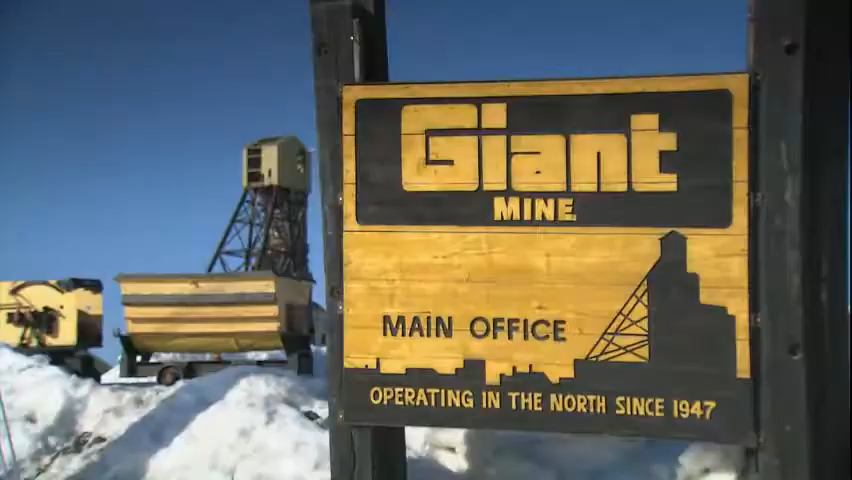 Giant
MINE
MAIN OFFICE
OPERATING IN THE NORTH SINCE 1947